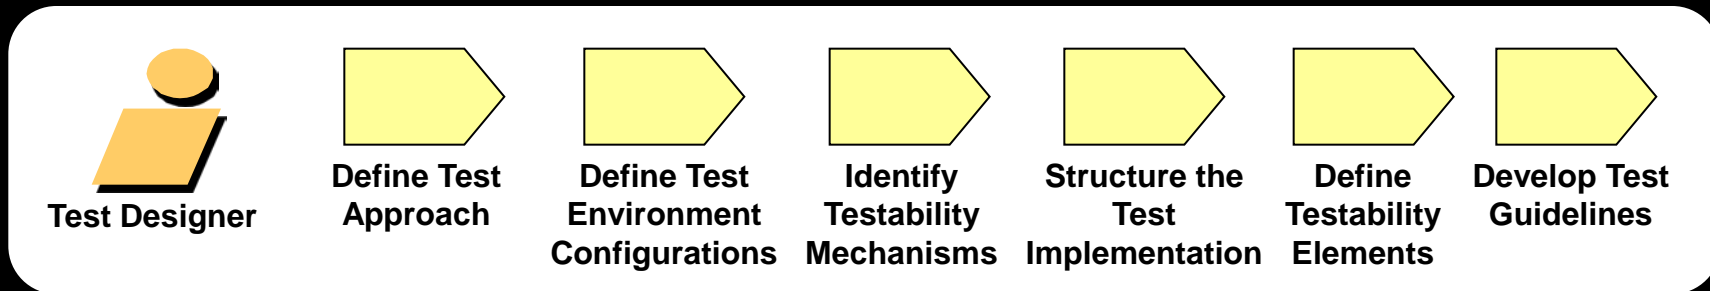 Test Designer
Define Test
Approach
Define Test
Environment
Configurations
Identify
Testability
Mechanisms
Structure the
Test
Implementation
Define
Testability
Elements
Develop Test
Guidelines